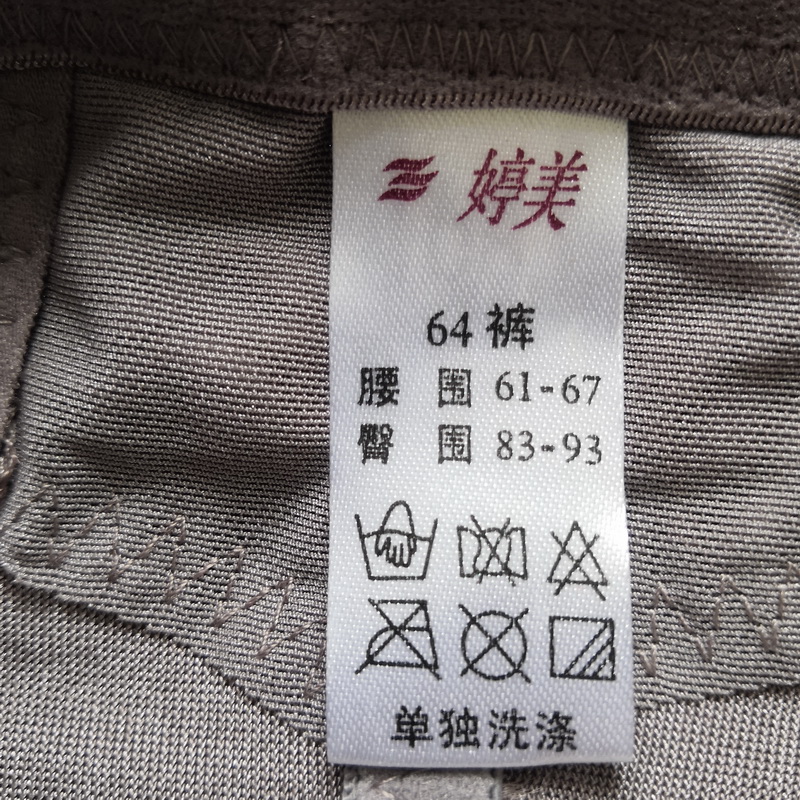 婷美
64 裤
腰 围 61-67
臀 围 83-93
单独洗涤